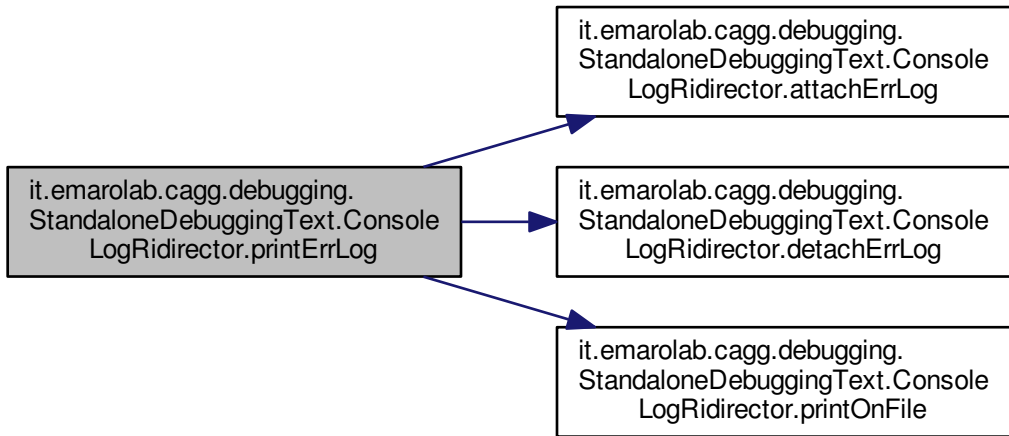 it.emarolab.cagg.debugging.
StandaloneDebuggingText.Console
LogRidirector.printErrLog
it.emarolab.cagg.debugging.
StandaloneDebuggingText.Console
LogRidirector.attachErrLog
it.emarolab.cagg.debugging.
StandaloneDebuggingText.Console
LogRidirector.detachErrLog
it.emarolab.cagg.debugging.
StandaloneDebuggingText.Console
LogRidirector.printOnFile